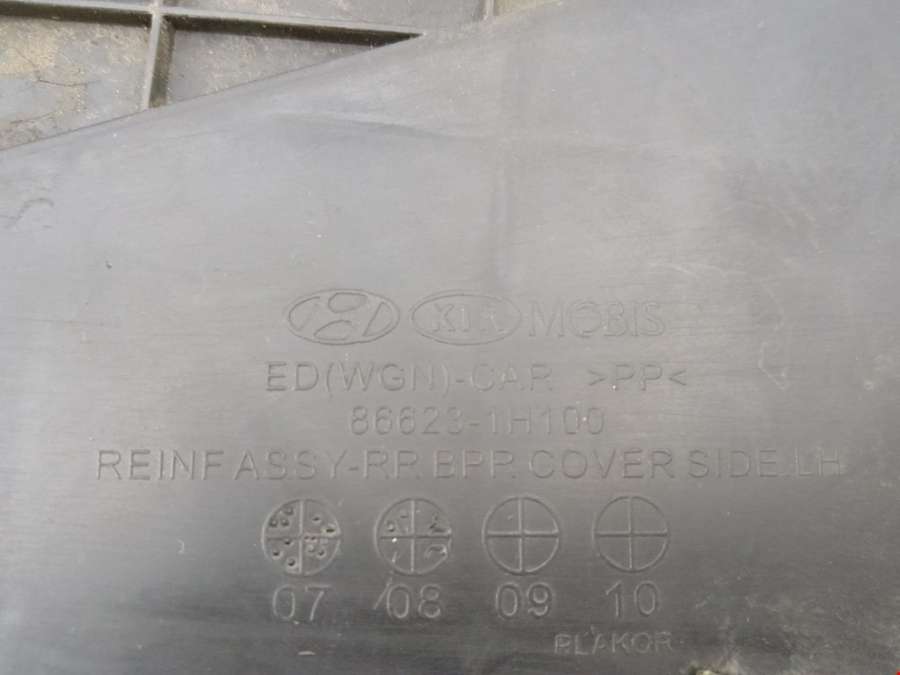 KIA MOBIS
ED(WGN)-CAR >PP<
86623-1H100
REINF ASSY-RR BPR COVER SIDE.LH
07 08 09 10
PLAKOR